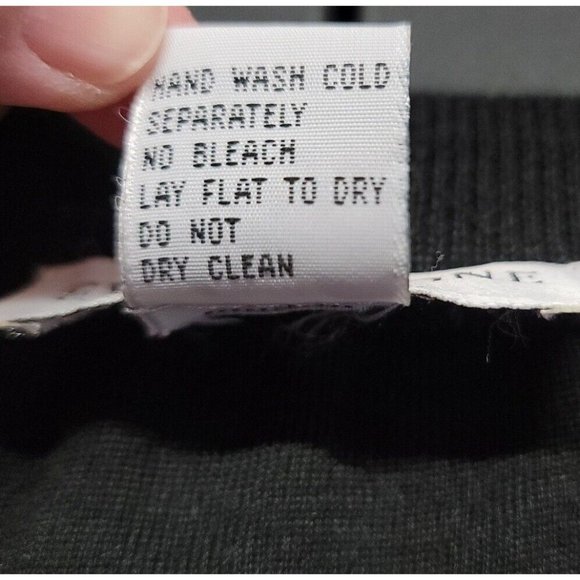 HAND WASH COLD
SEPARATELY
NO BLEACH
LAY FLAT TO DRY
DO NOT
DRY CLEAN